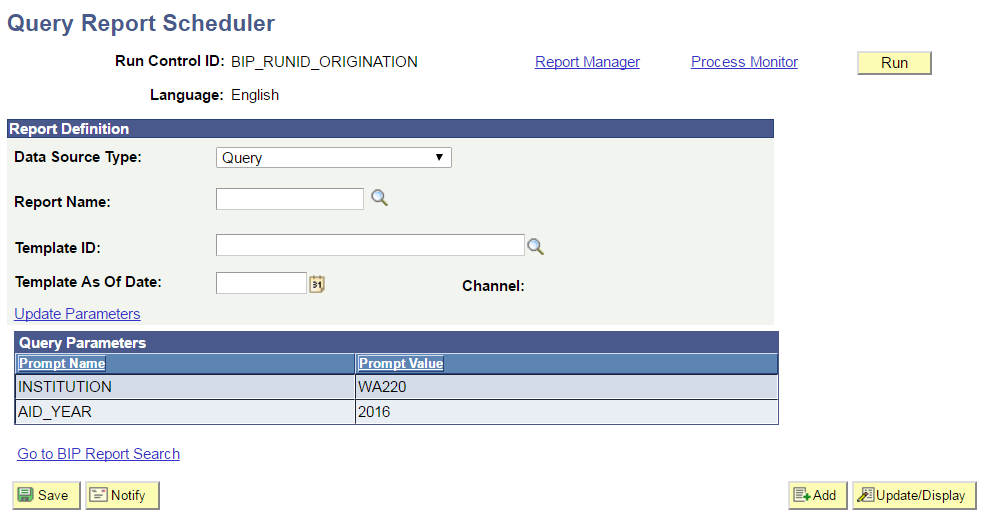 Query Report Scheduler
Run Control ID: BIP_RUNID_ORIGINATION Report Manager Process Monitor Run
Language: English
Report Definition
Data Source Type: Query
Report Name:
Template ID:
Template As Of Date: 31 Channel:
Update Parameters
Query Parameters
Prompt Name Prompt Value
INSTITUTION WA220
AID_YEAR 2016
Go to BIP Report Search
Save Notify Add Update/Display